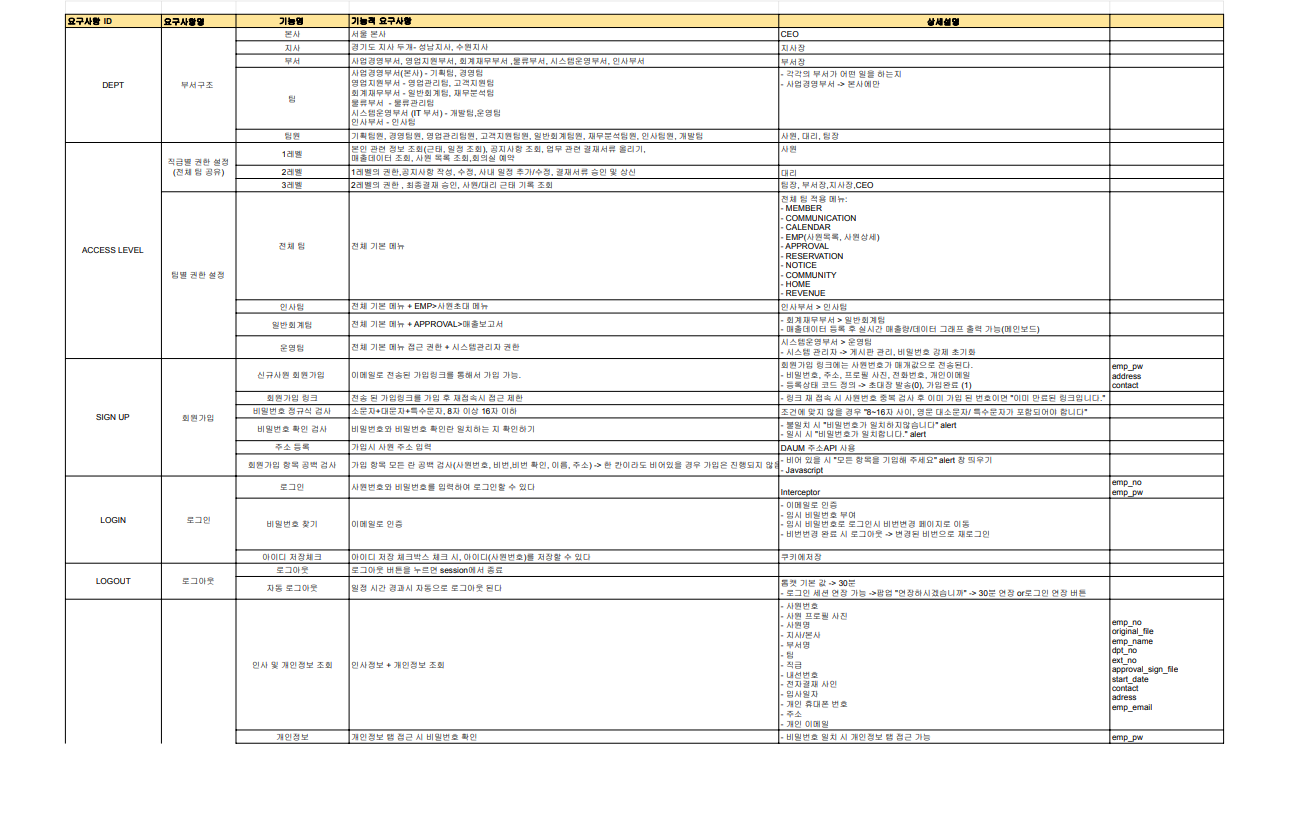 요구사항 ID 요구사항명 기능명 기능적 요구사항 상세설명
DEPT 부서구조
본사 서울 본사 CEO
지사 경기도 지사 두개- 성남지사, 수원지사 지사장
부서 사업경영부서, 영업지원부서, 회계재무부서 ,물류부서, 시스템운영부서, 인사부서 부서장
팀
사업경영부서(본사) - 기획팀, 경영팀
영업지원부서 - 영업관리팀, 고객지원팀
회계재무부서 - 일반회계팀, 재무분석팀
물류부서 - 물류관리팀
시스템운영부서 (IT 부서) - 개발팀,운영팀
인사부서 - 인사팀
- 각각의 부서가 어떤 일을 하는지
- 사업경영부서 -> 본사에만
팀원 기획팀원, 경영팀원, 영업관리팀원, 고객지원팀원, 일반회계팀원, 재무분석팀원, 인사팀원, 개발팀 사원, 대리, 팀장
ACCESS LEVEL
직급별 권한 설정
(전체 팀 공유)
1레벨
본인 관련 정보 조회(근태, 일정 조회), 공지사항 조회, 업무 관련 결재서류 올리기,
매출데이터 조회, 사원 목록 조회,회의실 예약
사원
2레벨 1레벨의 권한,공지사항 작성, 수정, 사내 일정 추가/수정, 결재서류 승인 및 상신 대리
3레벨 2레벨의 권한 , 최종결재 승인, 사원/대리 근태 기록 조회 팀장, 부서장,지사장,CEO
팀별 권한 설정
전체 팀 전체 기본 메뉴
전체 팀 적용 메뉴:
- MEMBER
- COMMUNICATION
- CALENDAR
- EMP(사원목록, 사원상세)
- APPROVAL
- RESERVATION
- NOTICE
- COMMUNITY
- HOME
- REVENUE
인사팀 전체 기본 메뉴 + EMP>사원초대 메뉴 인사부서 > 인사팀
일반회계팀 전체 기본 메뉴 + APPROVAL>매출보고서
- 회계재무부서 > 일반회계팀
- 매출데이터 등록 후 실시간 매출량/데이터 그래프 출력 가능(메인보드)
운영팀 전체 기본 메뉴 접근 권한 + 시스템관리자 권한
시스템운영부서 > 운영팀
- 시스템 관리자 -> 게시판 관리, 비밀번호 강제 초기화
SIGN UP 회원가입
신규사원 회원가입 이메일로 전송된 가입링크를 통해서 가입 가능.
회원가입 링크에는 사원번호가 매개값으로 전송된다.
- 비밀번호, 주소, 프로필 사진, 전화번호, 개인이메일
- 등록상태 코드 정의 -> 초대장 발송(0), 가입완료 (1)
emp_pw
address
contact
회원가입 링크 전송 된 가입링크를 가입 후 재접속시 접근 제한 - 링크 재 접속 시 사원번호 중복 검사 후 이미 가입 된 번호이면 "이미 만료된 링크입니다."
비밀번호 정규식 검사 소문자+대문자+특수문자, 8자 이상 16자 이하 조건에 맞지 않을 경우 "8~16자 사이, 영문 대소문자/ 특수문자가 포함되어야 합니다"
비밀번호 확인 검사 비밀번호와 비밀번호 확인란 일치하는 지 확인하기
- 불일치 시 "비밀번호가 일치하지않습니다" alert
- 일시 시 "비밀번호가 일치합니다." alert
주소 등록 가입시 사원 주소 입력 DAUM 주소API 사용
회원가입 항목 공백 검사 가입 항목 모든 란 공백 검사(사원번호, 비번,비번 확인, 이름, 주소) -> 한 칸이라도 비어있을 경우 가입은 진행되지 않음
- 비어 있을 시 "모든 항목을 기입해 주세요" alert 창 띄우기
- Javascript
LOGIN 로그인
로그인 사원번호와 비밀번호를 입력하여 로그인할 수 있다 Interceptor
emp_no
emp_pw
비밀번호 찾기 이메일로 인증
- 이메일로 인증
- 임시 비밀번호 부여
- 임시 비밀번호로 로그인시 비번변경 페이지로 이동
- 비번변경 완료 시 로그아웃 -> 변경된 비번으로 재로그인
아이디 저장체크 아이디 저장 체크박스 체크 시, 아이디(사원번호)를 저장할 수 있다 쿠키에저장
LOGOUT 로그아웃
로그아웃 로그아웃 버튼을 누르면 session에서 종료
자동 로그아웃 일정 시간 경과시 자동으로 로그아웃 된다
톰캣 기본 값 -> 30분
- 로그인 세션 연장 가능 ->팝업 "연장하시겠습니까" -> 30분 연장 or로그인 연장 버튼
인사 및 개인정보 조회 인사정보 + 개인정보 조회
- 사원번호
- 사원 프로필 사진
- 사원명
- 지사/본사
- 부서명
- 팀
- 직급
- 내선번호
- 전자결재 사인
- 입사일자
- 개인 휴대폰 번호
- 주소
- 개인 이메일
emp_no
original_file
emp_name
dpt_no
ext_no
approval_sign_file
start_date
contact
adress
emp_email
개인정보 개인정보 탭 접근 시 비밀번호 확인 - 비밀번호 일치 시 개인정보 탭 접근 가능 emp_pw